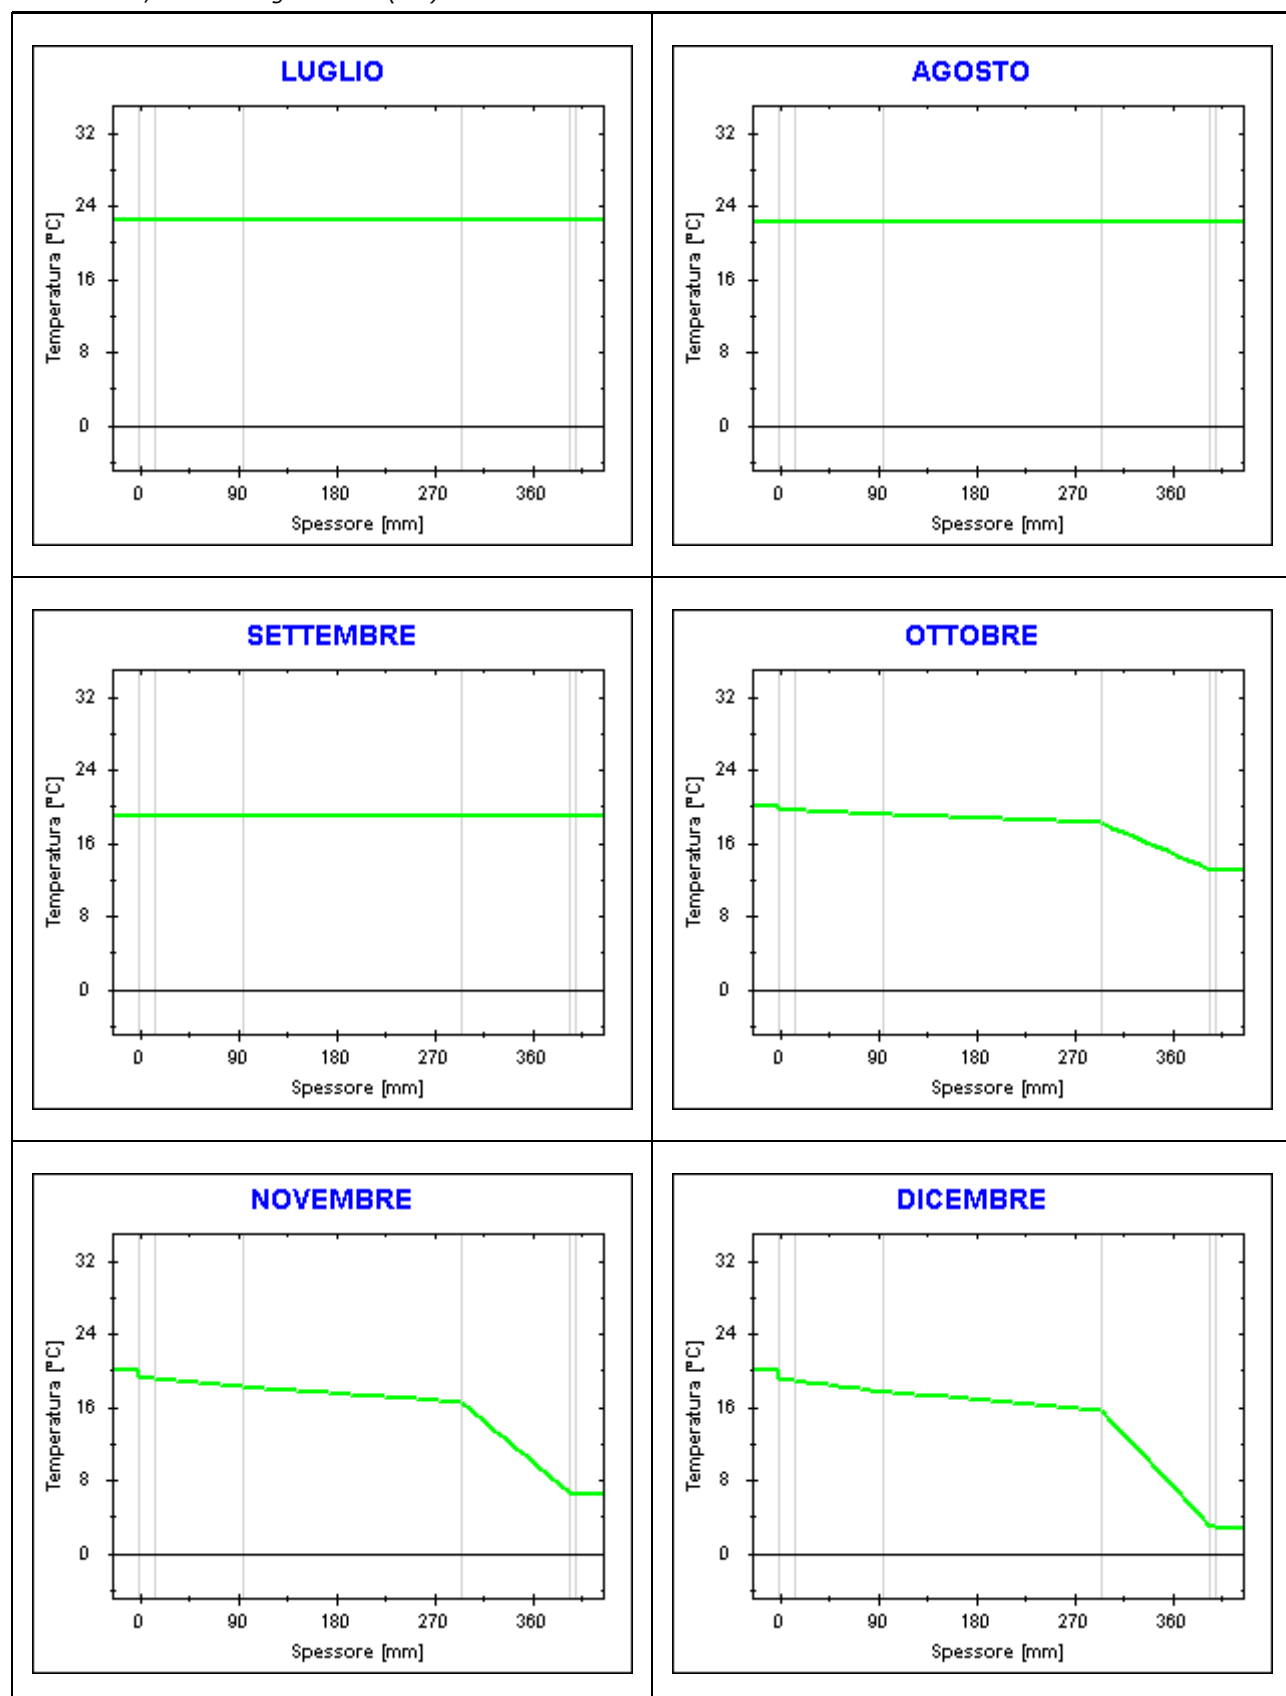 LUGLIO
32
24
16
8
0
Temperatura [°C]
0 90 180 270 360
Spessore [mm]
AGOSTO
32
24
16
8
0
Temperatura [°C]
0 90 180 270 360
Spessore [mm]
SETTEMBRE
32
24
16
8
0
Temperatura [°C]
0 90 180 270 360
Spessore [mm]
OTTOBRE
32
24
16
8
0
Temperatura [°C]
0 90 180 270 360
Spessore [mm]
NOVEMBRE
32
24
16
8
0
Temperatura [°C]
0 90 180 270 360
Spessore [mm]
DICEMBRE
32
24
16
8
0
Temperatura [°C]
0 90 180 270 360
Spessore [mm]